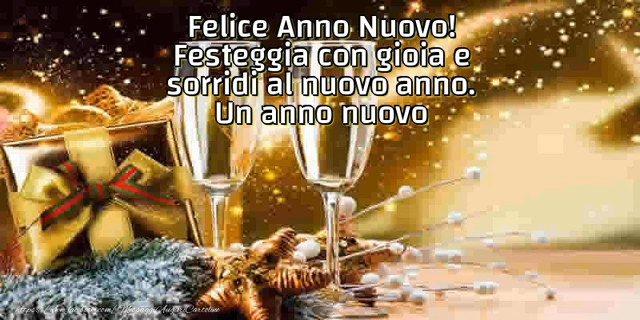 Felice Anno Nuovo!
Festeggia con gioia e
sorridi al nuovo anno.
Un anno nuovo